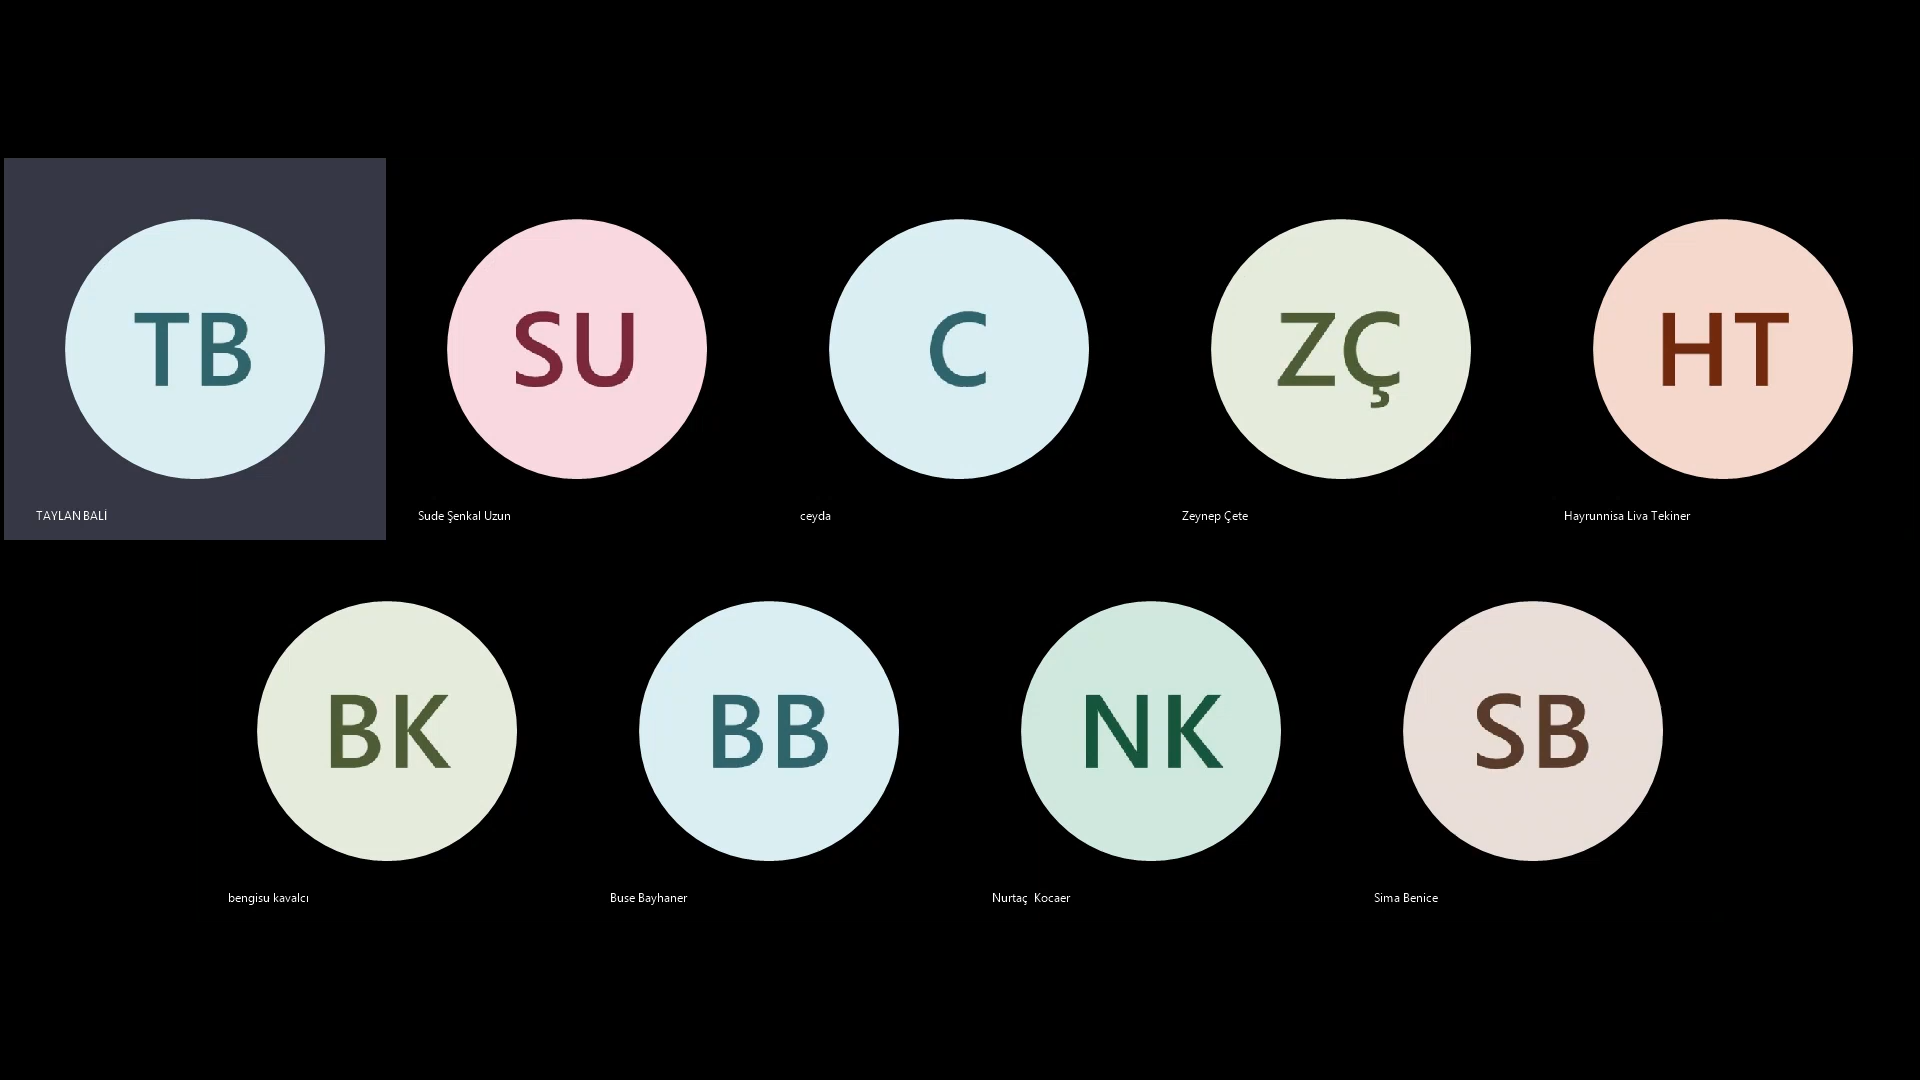 TB
SU
C
ZÇ
HT
TAYLAN BALİ
Sude Şenkal Uzun
ceyda
Zeynep Çete
Hayrunnisa Liva Tekiner
BK
BB
NK
SB
bengisu kavalcı
Buse Bayhaner
Nurtaç  Kocaer
Sima Benice